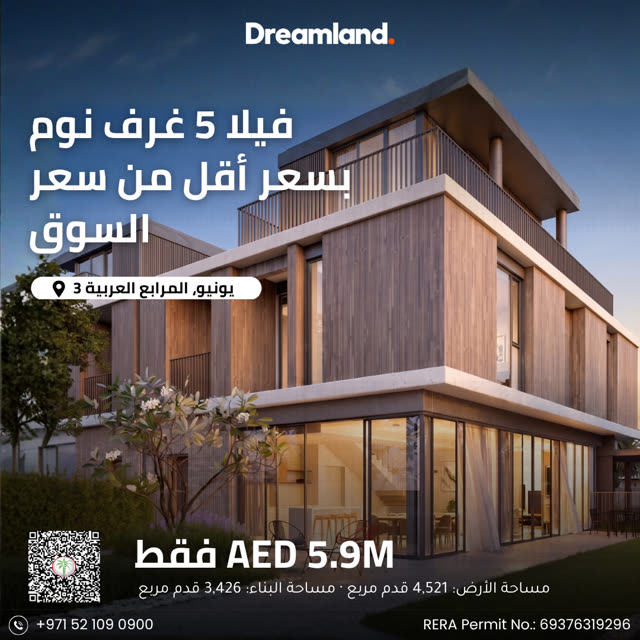 Dreamland.
فيلا 5 غرف نوم
بسعر أقل من سعر
السوق
يونيو, المرابع العربية 3
AED 5.9M فقط
مساحة الأرض: 4,521 قدم مربع · مساحة البناء: 3,426 قدم مربع
+971 52 109 0900
RERA Permit No.: 69376319296